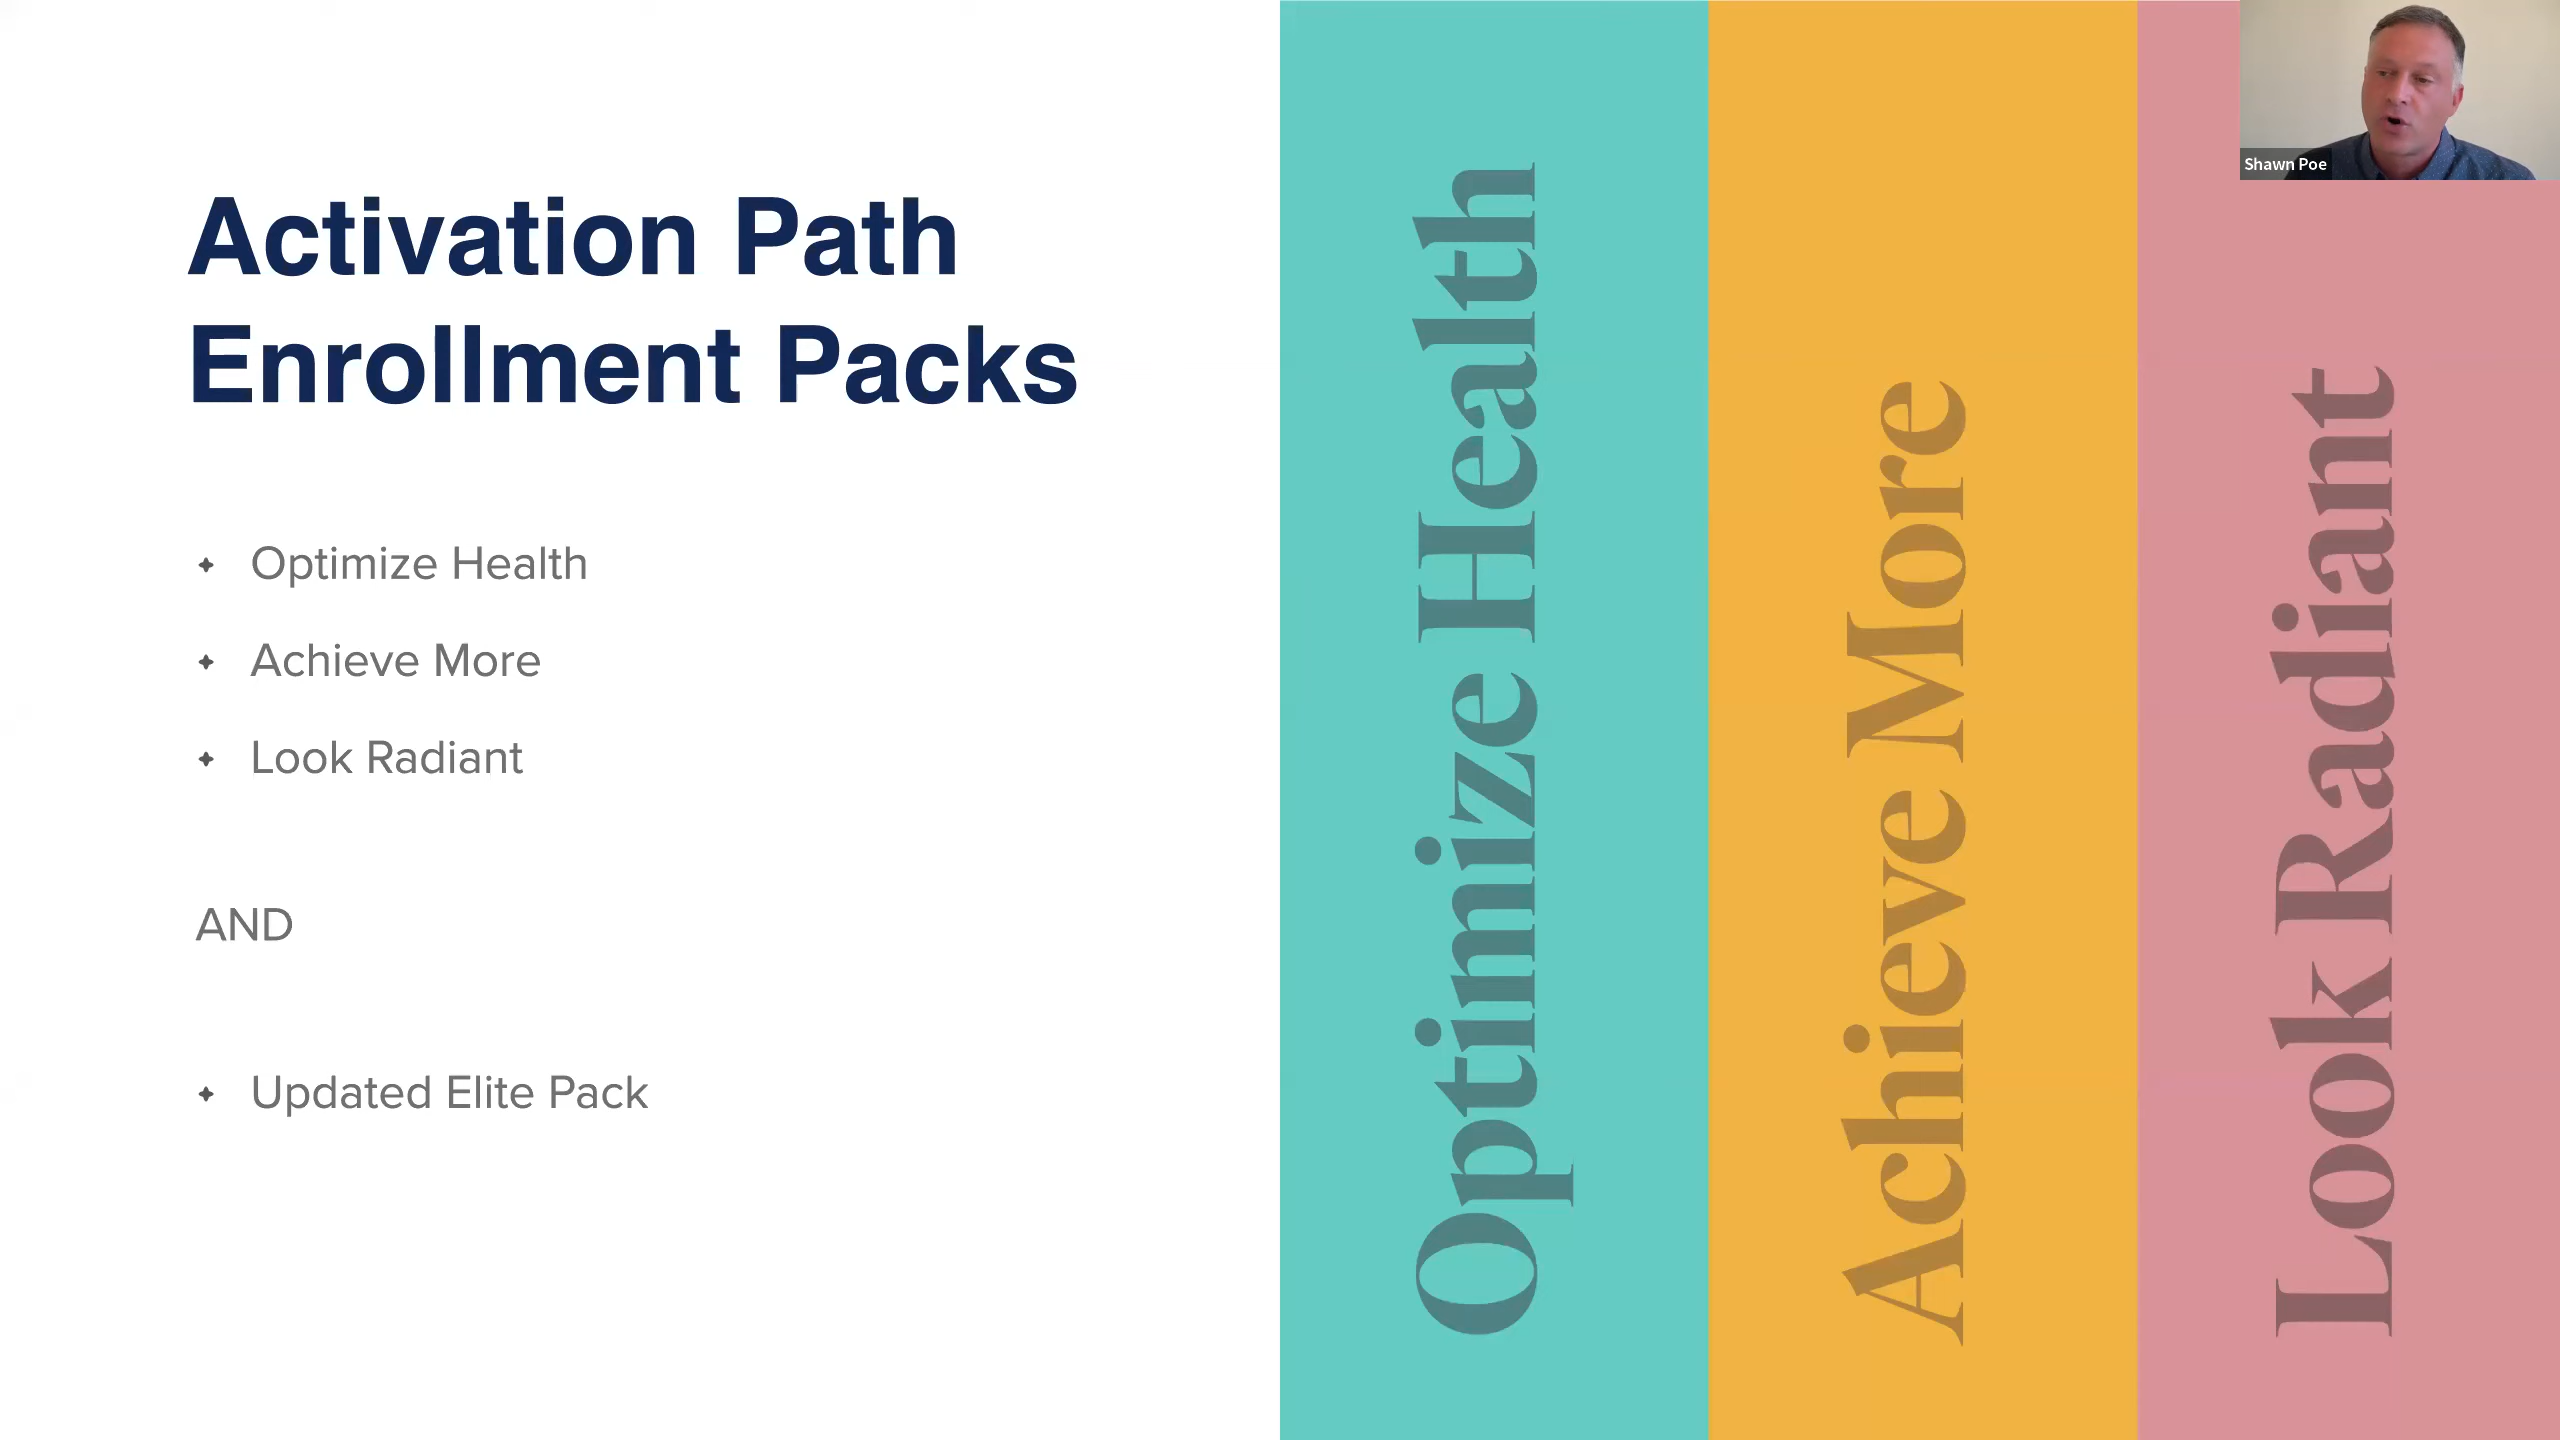 Activation Path
Enrollment Packs
Optimize Health
Achieve More
Look Radiant
AND
Updated Elite Pack
Optimize Health
Achieve More
Look Radiant
Shawn Poe